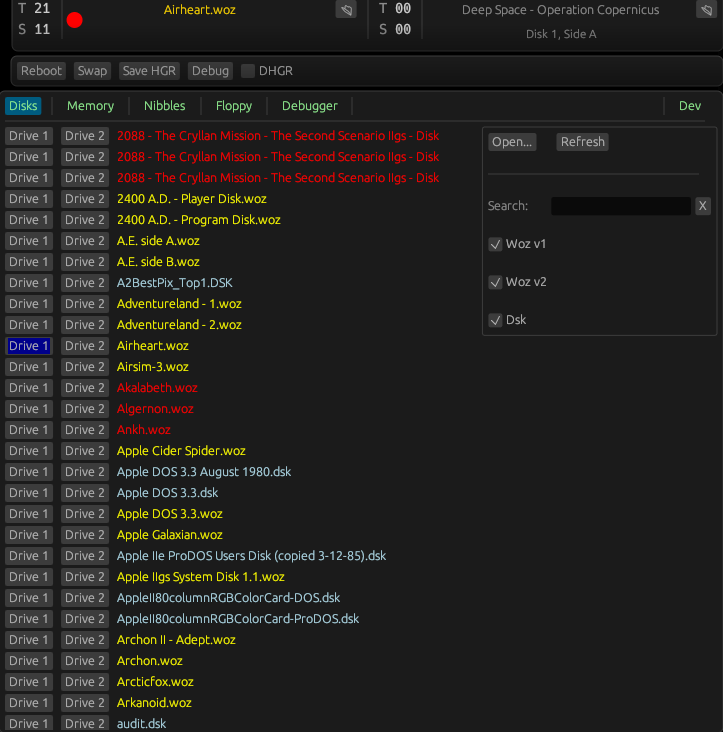 T 21 Airheart.woz T 00 Deep Space - Operation Copernicus
S 11 S 00 Disk 1, Side A
Reboot Swap Save HGR Debug DHGR
Disks Memory Nibbles Floppy Debugger Dev
Drive 1 Drive 2 2088 - The Cryllan Mission - The Second Scenario IIgs - Disk
Drive 1 Drive 2 2088 - The Cryllan Mission - The Second Scenario IIgs - Disk
Drive 1 Drive 2 2088 - The Cryllan Mission - The Second Scenario IIgs - Disk
Drive 1 Drive 2 2400 A.D. - Player Disk.woz
Drive 1 Drive 2 2400 A.D. - Program Disk.woz
Drive 1 Drive 2 A.E. side A.woz
Drive 1 Drive 2 A.E. side B.woz
Drive 1 Drive 2 A2BestPix_Top1.DSK
Drive 1 Drive 2 Adventureland - 1.woz
Drive 1 Drive 2 Adventureland - 2.woz
Drive 1 Drive 2 Airheart.woz
Drive 1 Drive 2 Airsim-3.woz
Drive 1 Drive 2 Akalabeth.woz
Drive 1 Drive 2 Algernon.woz
Drive 1 Drive 2 Ankh.woz
Drive 1 Drive 2 Apple Cider Spider.woz
Drive 1 Drive 2 Apple DOS 3.3 August 1980.dsk
Drive 1 Drive 2 Apple DOS 3.3.dsk
Drive 1 Drive 2 Apple DOS 3.3.woz
Drive 1 Drive 2 Apple Galaxian.woz
Drive 1 Drive 2 Apple IIe ProDOS Users Disk (copied 3-12-85).dsk
Drive 1 Drive 2 Apple IIgs System Disk 1.1.woz
Drive 1 Drive 2 AppleII80columnRGBColorCard-DOS.dsk
Drive 1 Drive 2 AppleII80columnRGBColorCard-ProDOS.dsk
Drive 1 Drive 2 Archon II - Adept.woz
Drive 1 Drive 2 Archon.woz
Drive 1 Drive 2 Arcticfox.woz
Drive 1 Drive 2 Arkanoid.woz
Drive 1 Drive 2 audit.dsk
Open... Refresh
Search: X
Woz v1
Woz v2
Dsk